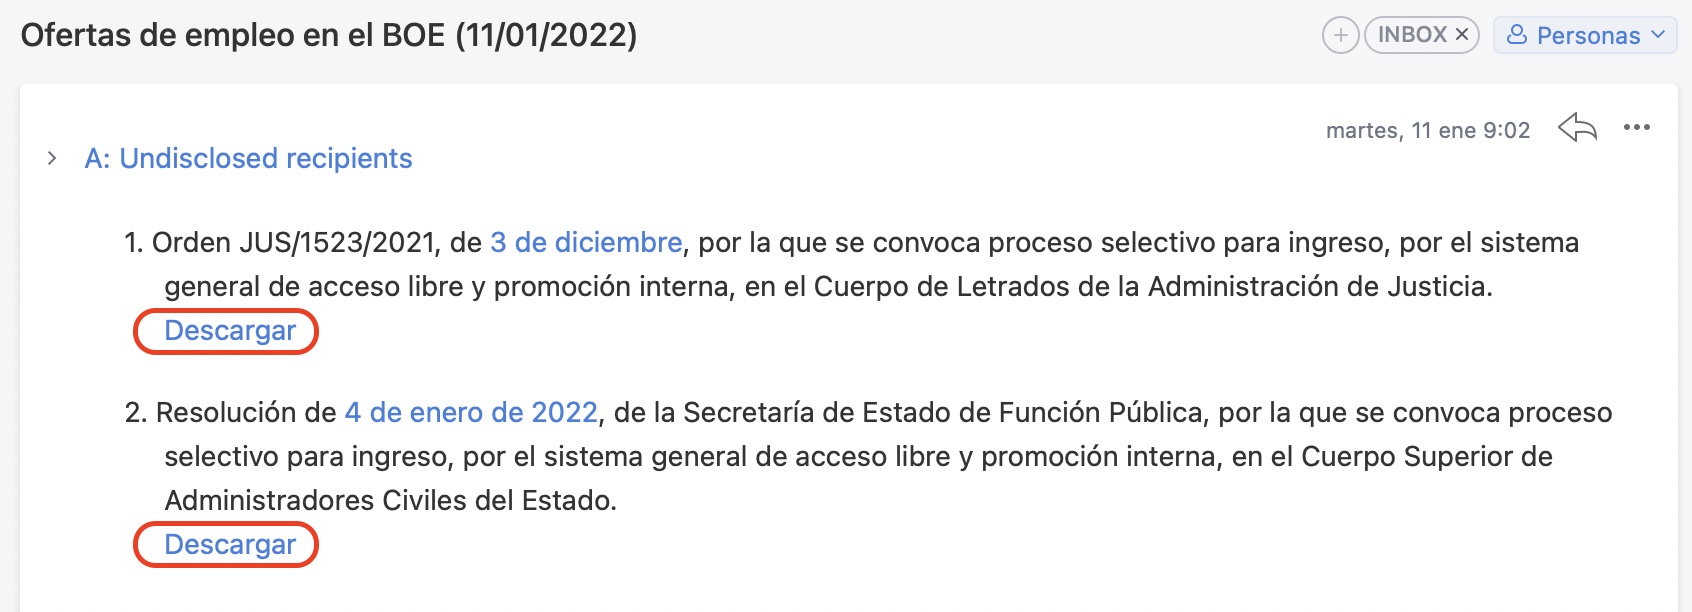 Ofertas de empleo en el BOE (11/01/2022)
+ INBOX × Personas
martes, 11 ene 9:02
A: Undisclosed recipients
1. Orden JUS/1523/2021, de 3 de diciembre, por la que se convoca proceso selectivo para ingreso, por el sistema
general de acceso libre y promoción interna, en el Cuerpo de Letrados de la Administración de Justicia.
Descargar
2. Resolución de 4 de enero de 2022, de la Secretaría de Estado de Función Pública, por la que se convoca proceso
selectivo para ingreso, por el sistema general de acceso libre y promoción interna, en el Cuerpo Superior de
Administradores Civiles del Estado.
Descargar